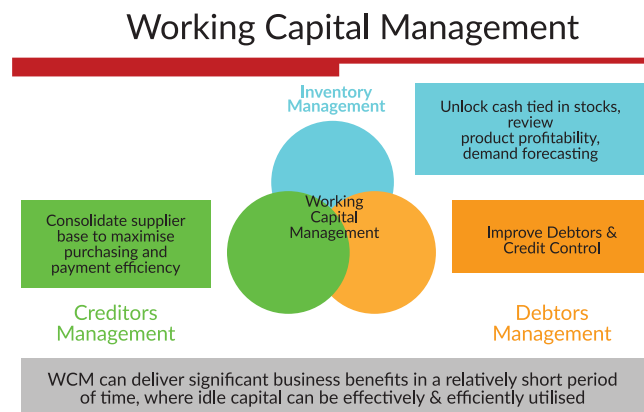 Working Capital Management
Inventory
Management
Unlock cash tied in stocks,
review
product profitability,
demand forecasting
Working
Capital
Management
Consolidate supplier
base to maximise
purchasing and
payment efficiency
Improve Debtors &
Credit Control
Creditors
Management
Debtors
Management
WCM can deliver significant business benefits in a relatively short period
of time, where idle capital can be effectively & efficiently utilised